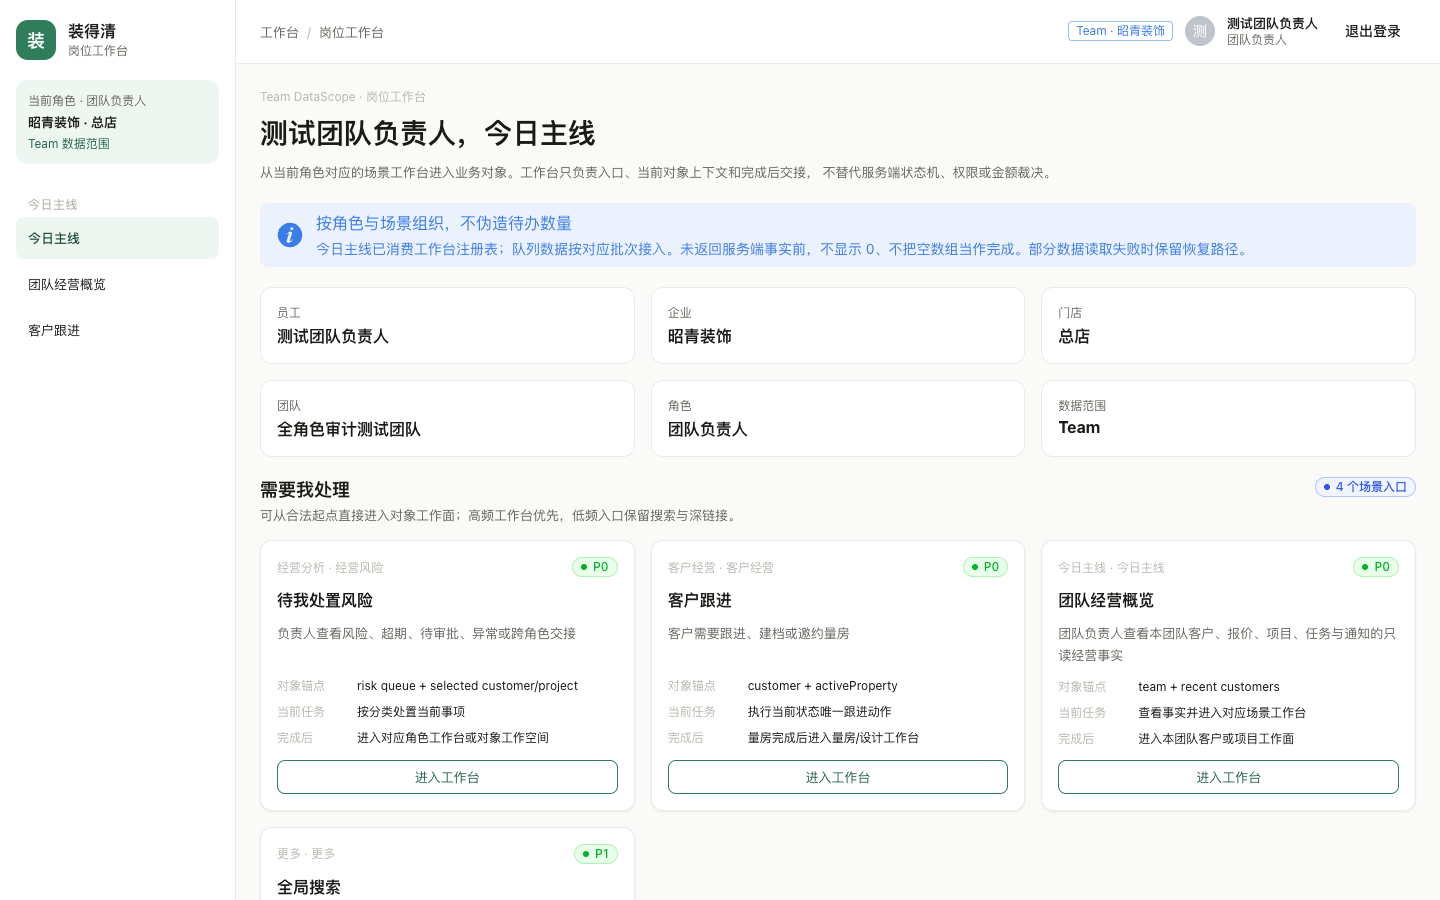 装
装得清
岗位工作台
当前角色 · 团队负责人
昭青装饰 · 总店
Team 数据范围
今日主线
今日主线
团队经营概览
客户跟进
工作台 / 岗位工作台
Team · 昭青装饰
测
测试团队负责人
团队负责人
退出登录
Team DataScope · 岗位工作台
测试团队负责人，今日主线
从当前角色对应的场景工作台进入业务对象。工作台只负责入口、当前对象上下文和完成后交接， 不替代服务端状态机、权限或金额裁决。
按角色与场景组织，不伪造待办数量
今日主线已消费工作台注册表；队列数据按对应批次接入。未返回服务端事实前，不显示 0、不把空数组当作完成。部分数据读取失败时保留恢复路径。
员工
测试团队负责人
企业
昭青装饰
门店
总店
团队
全角色审计测试团队
角色
团队负责人
数据范围
Team
需要我处理
4 个场景入口
可从合法起点直接进入对象工作面；高频工作台优先，低频入口保留搜索与深链接。
经营分析 · 经营风险
P0
待我处置风险
负责人查看风险、超期、待审批、异常或跨角色交接
对象锚点 risk queue + selected customer/project
当前任务 按分类处置当前事项
完成后 进入对应角色工作台或对象工作空间
进入工作台
客户经营 · 客户经营
P0
客户跟进
客户需要跟进、建档或邀约量房
对象锚点 customer + activeProperty
当前任务 执行当前状态唯一跟进动作
完成后 量房完成后进入量房/设计工作台
进入工作台
今日主线 · 今日主线
P0
团队经营概览
团队负责人查看本团队客户、报价、项目、任务与通知的只
读经营事实
对象锚点 team + recent customers
当前任务 查看事实并进入对应场景工作台
完成后 进入本团队客户或项目工作面
进入工作台
更多 · 更多
P1
全局搜索